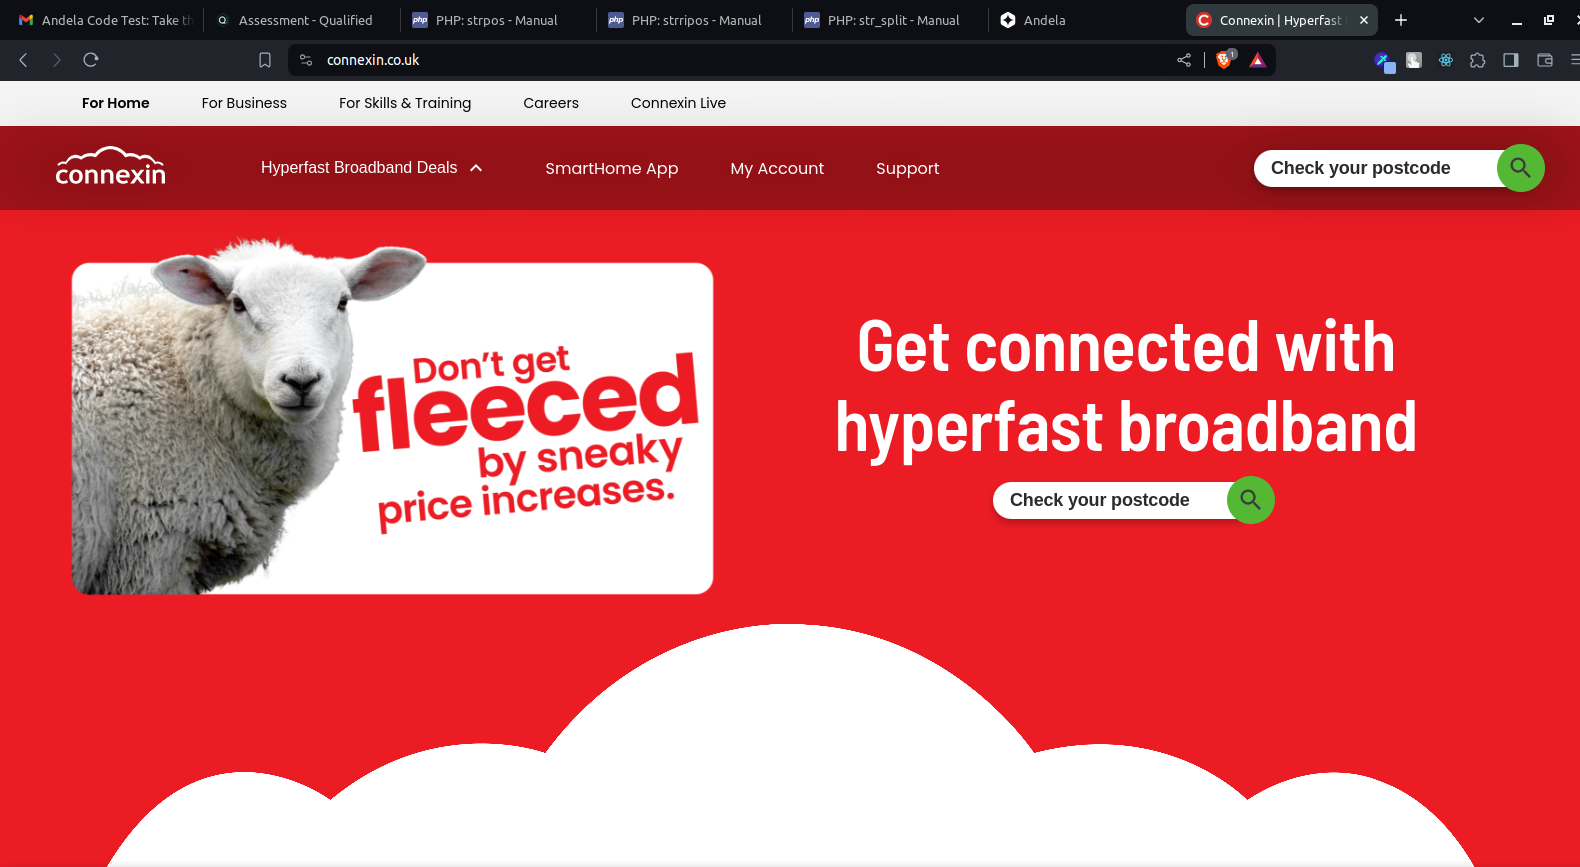 Andela Code Test: Take th
Assessment - Qualified
PHP: strpos - Manual
PHP: strripos - Manual
PHP: str_split - Manual
Andela
Connexin | Hyperfast
connexin.co.uk
1
For Home
For Business
For Skills & Training
Careers
Connexin Live
connexin
Hyperfast Broadband Deals
SmartHome App
My Account
Support
Check your postcode
Don't get
fleeced
by sneaky
price increases.
Get connected with
hyperfast broadband
Check your postcode